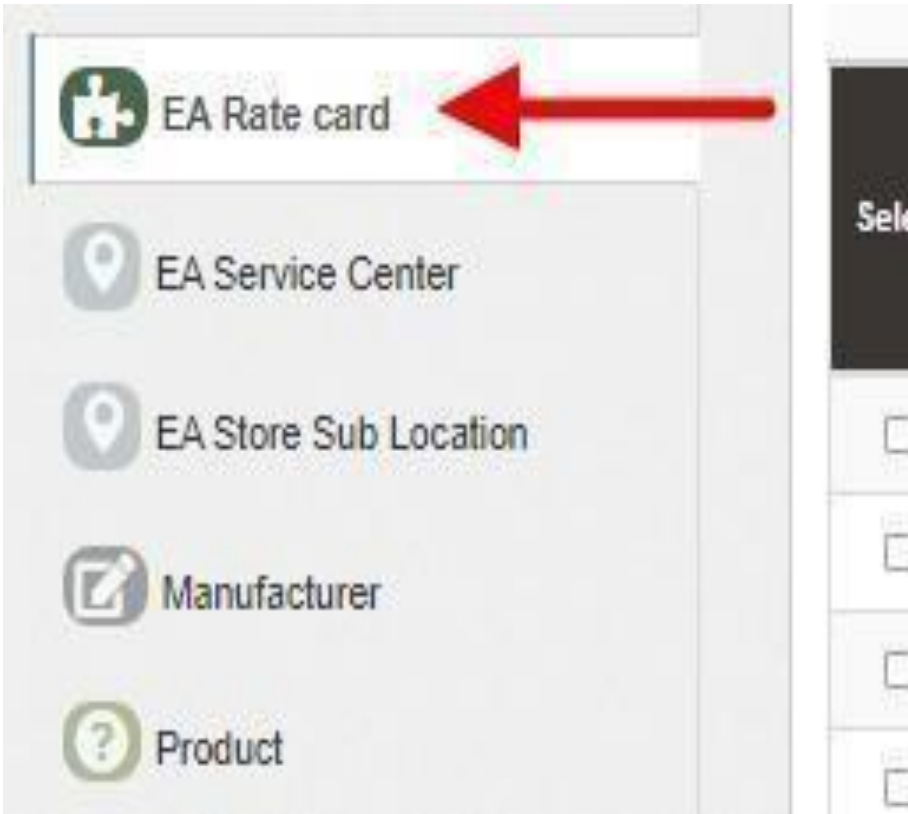 EA Rate card
EA Service Center
EA Store Sub Location
Manufacturer
Product